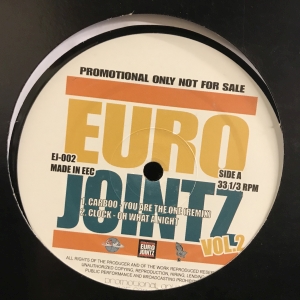 PROMOTIONAL ONLY NOT FOR SALE
EURO
EJ-002
MADE IN EEC
SIDE A
33 1/3 RPM
JOINTZ
1. CARBOO - YOU ARE THE ONE (REMIX)
2. CLOCK - OH WHAT A NIGHT
VOL.2
EURO
JOINTZ
ALL RIGHTS OF THE PRODUCER AND OF THE WORK REPRODUCED RESERVED
UNAUTHORIZED COPYING, REPRODUCTION, HIRING, LENDING
PUBLIC PERFORMANCE AND BROADCASTING PROHIBITED